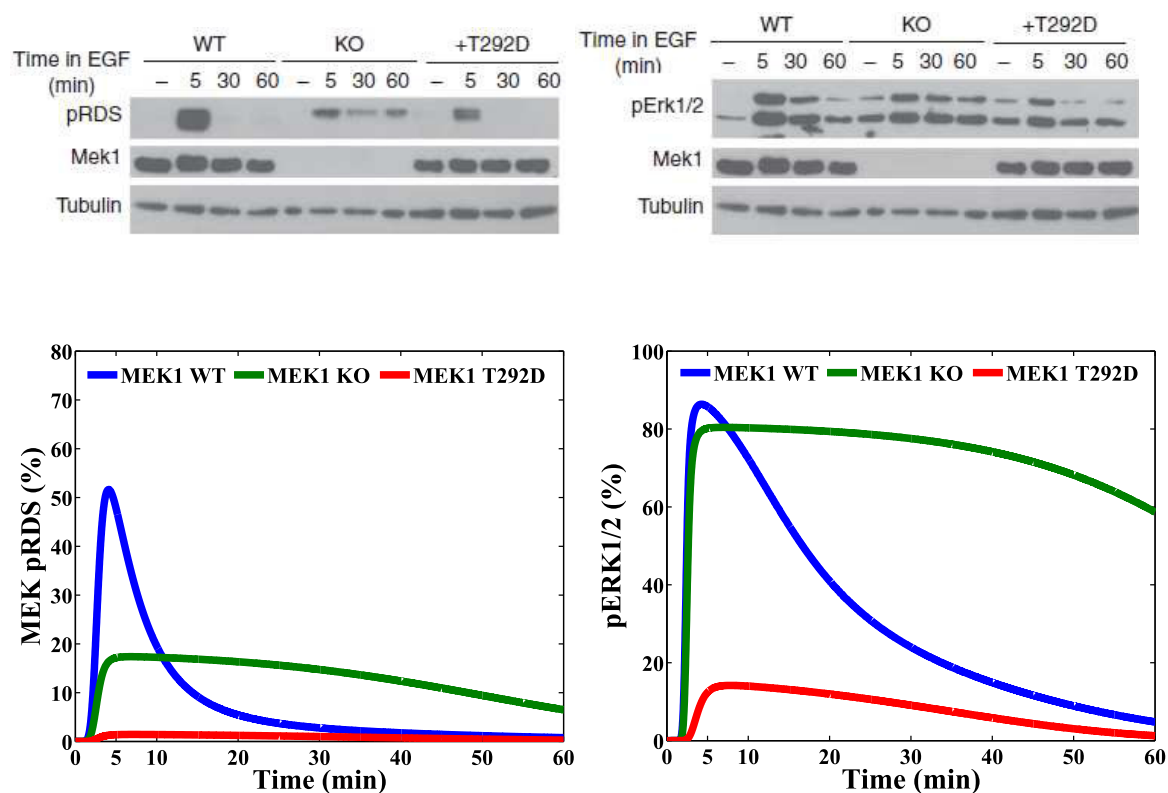 WT KO +T292D
Time in EGF
(min)
– 5 30 60 – 5 30 60 – 5 30 60
pRDS
Mek1
Tubulin
WT KO +T292D
Time in EGF
(min)
– 5 30 60 – 5 30 60 – 5 30 60
pErk1/2
Mek1
Tubulin
MEK1 WT MEK1 KO MEK1 T292D
MEK pRDS (%)
80
70
60
50
40
30
20
10
0
0 5 10 20 30 40 50 60
Time (min)
MEK1 WT MEK1 KO MEK1 T292D
pERK1/2 (%)
100
80
60
40
20
0
0 5 10 20 30 40 50 60
Time (min)